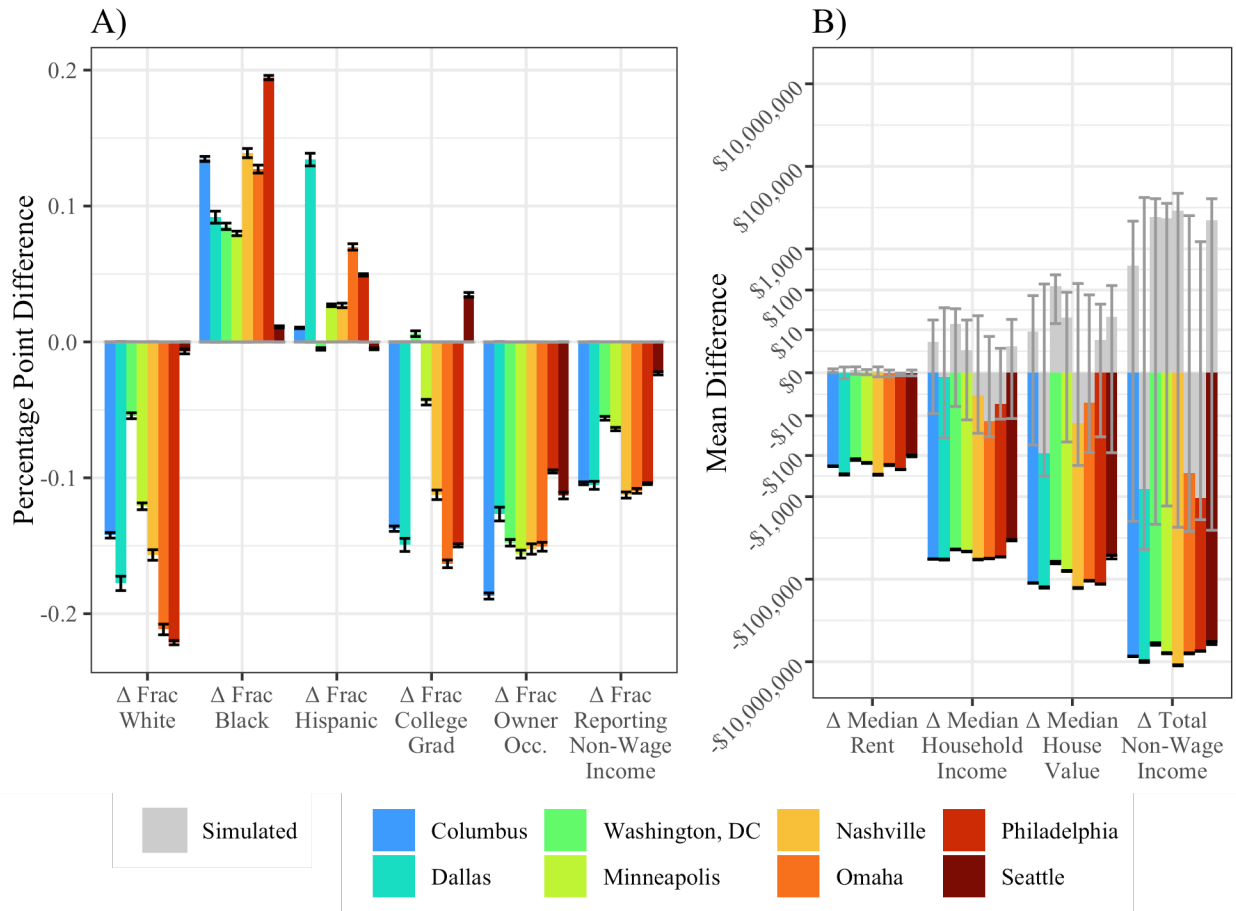 A)
Percentage Point Difference
0.2
0.1
0.0
-0.1
-0.2
Δ Frac
White
Δ Frac
Black
Δ Frac
Hispanic
Δ Frac
College
Grad
Δ Frac
Owner
Occ.
Δ Frac
Reporting
Non-Wage
Income
B)
Mean Difference
$10,000,000
$100,000
$1,000
$100
$10
$0
-$10
-$100
-$1,000
-$100,000
-$10,000,000
Δ Median
Rent
Δ Median
Household
Income
Δ Median
House
Value
Δ Total
Non-Wage
Income
Simulated
Columbus
Washington, DC
Nashville
Philadelphia
Dallas
Minneapolis
Omaha
Seattle